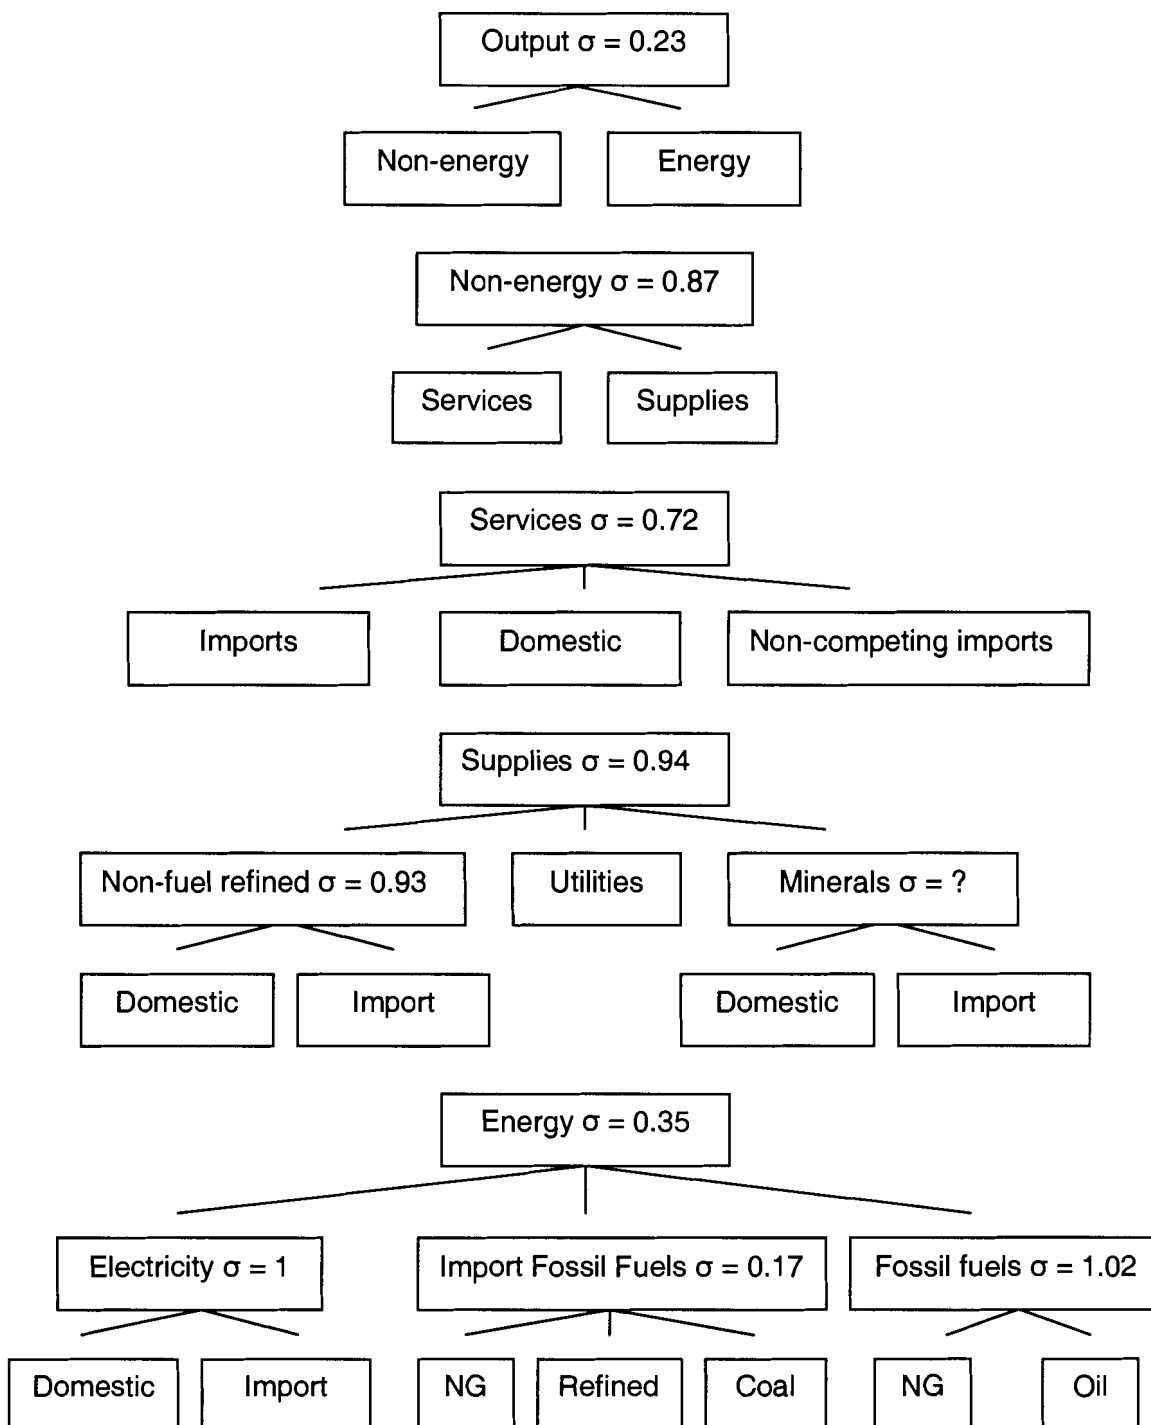 Output σ = 0.23
Non-energy
Energy
Non-energy σ = 0.87
Services
Supplies
Services σ = 0.72
Imports
Domestic
Non-competing imports
Supplies σ = 0.94
Non-fuel refined σ = 0.93
Utilities
Minerals σ = ?
Domestic
Import
Domestic
Import
Energy σ = 0.35
Electricity σ = 1
Import Fossil Fuels σ = 0.17
Fossil fuels σ = 1.02
Domestic
Import
NG
Refined
Coal
NG
Oil